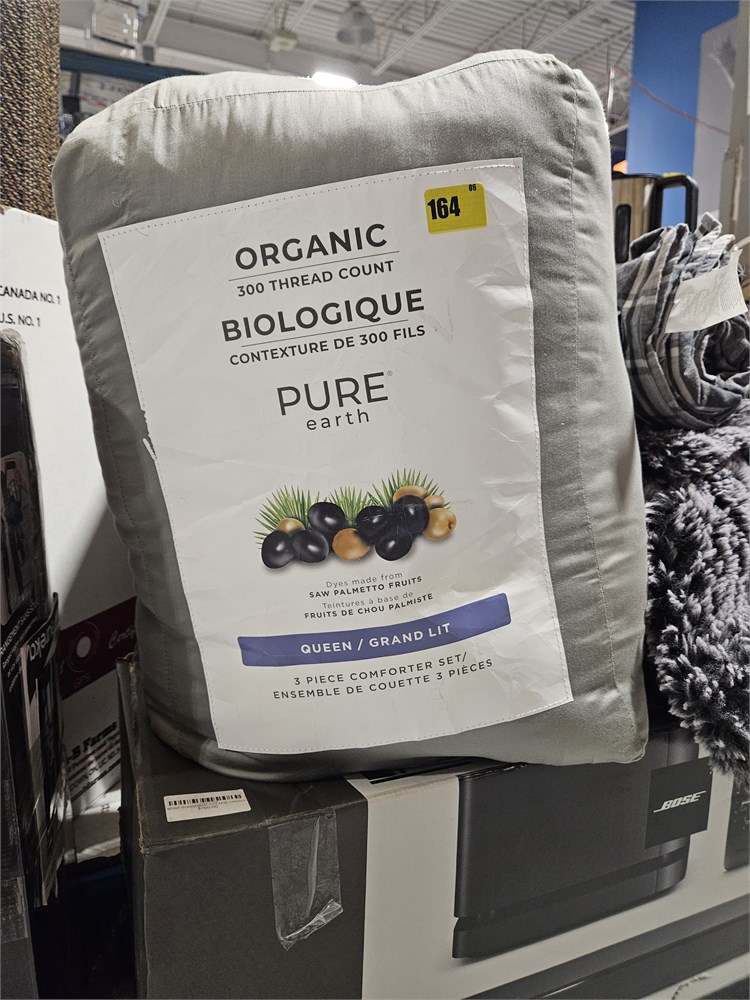 06
164
ORGANIC
300 THREAD COUNT
BIOLOGIQUE
CONTEXTURE DE 300 FILS
PURE®
earth
Dyes made from
SAW PALMETTO FRUITS
Teintures à base de
FRUITS DE CHOU PALMISTE
QUEEN / GRAND LIT
3 PIECE COMFORTER SET/
ENSEMBLE DE COUETTE 3 PIÈCES
CANADA NO. 1
U.S. NO. 1
BOSE